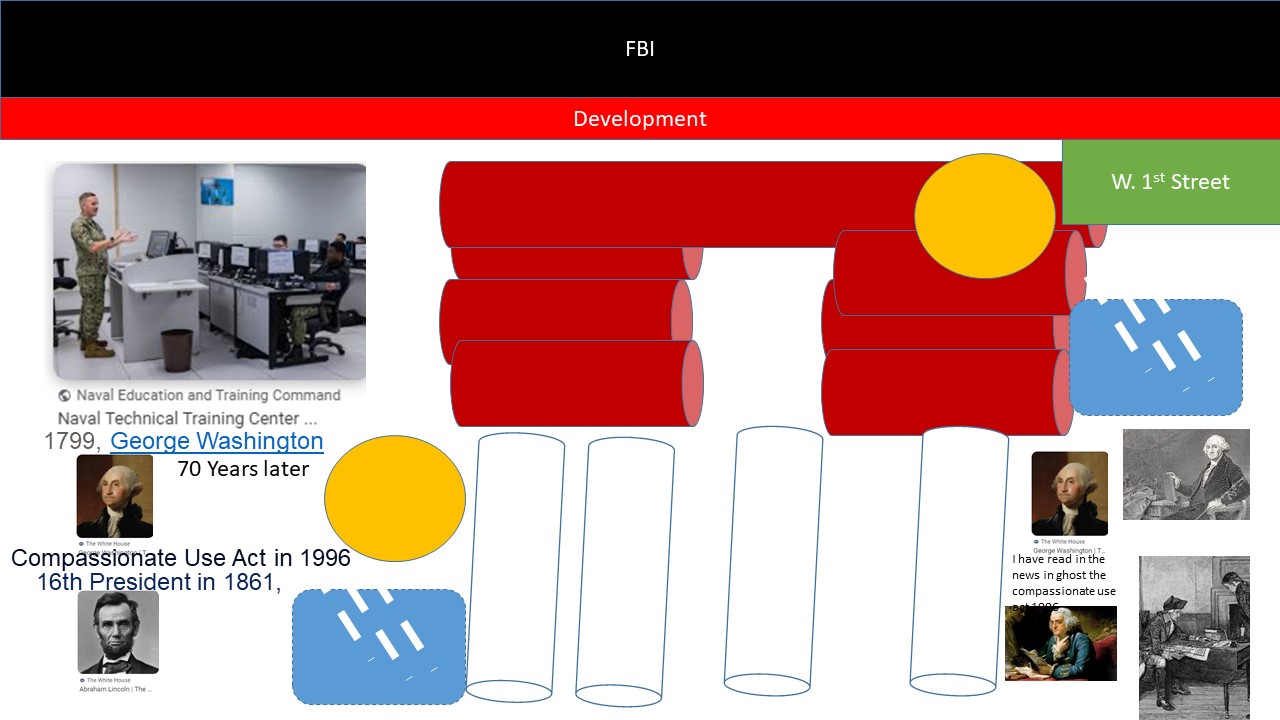 FBI
Development
W. 1st Street
Naval Education and Training Command
Naval Technical Training Center ...
1799, George Washington
70 Years later
The White House
George Washington | T...
Compassionate Use Act in 1996
16th President in 1861,
The White House
Abraham Lincoln | The ...
The White House
George Washington | T...
I have read in the
news in ghost the
compassionate use
act 1996